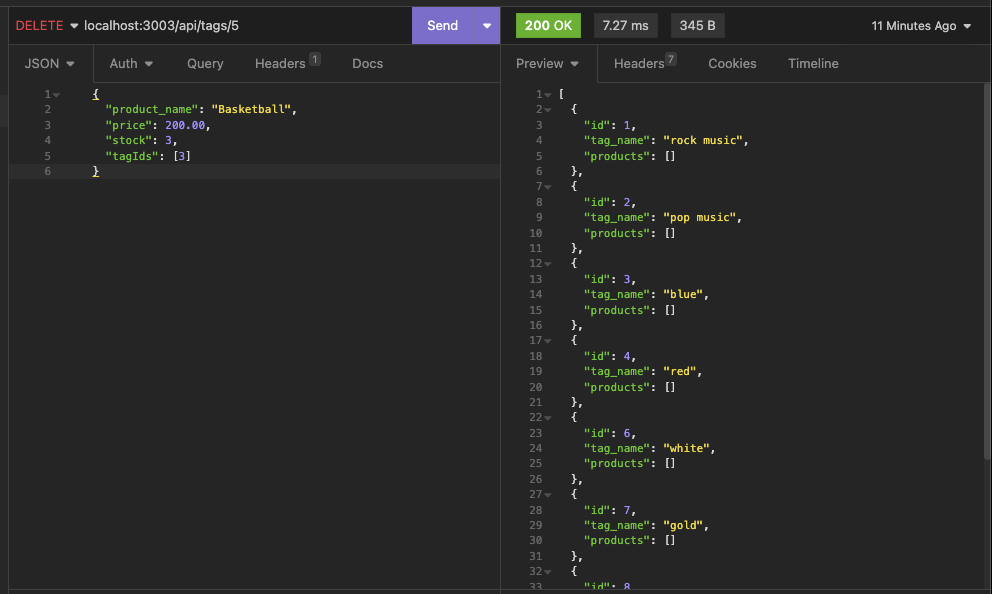 DELETE localhost:3003/api/tags/5 Send 200 OK 7.27 ms 345 B 11 Minutes Ago
JSON Auth Query Headers 1 Docs Preview Headers 7 Cookies Timeline
1 {
2 "product_name": "Basketball",
3 "price": 200.00,
4 "stock": 3,
5 "tagIds": [3]
6 }
1 [
2 {
3 "id": 1,
4 "tag_name": "rock music",
5 "products": []
6 },
7 {
8 "id": 2,
9 "tag_name": "pop music",
10 "products": []
11 },
12 {
13 "id": 3,
14 "tag_name": "blue",
15 "products": []
16 },
17 {
18 "id": 4,
19 "tag_name": "red",
20 "products": []
21 },
22 {
23 "id": 6,
24 "tag_name": "white",
25 "products": []
26 },
27 {
28 "id": 7,
29 "tag_name": "gold",
30 "products": []
31 },
32 {
33 "id": 8